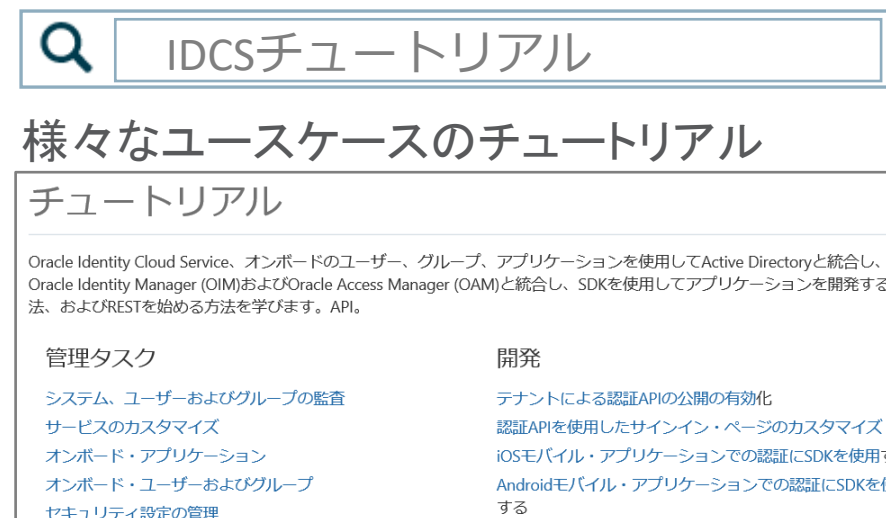 IDCSチュートリアル
様々なユースケースのチュートリアル
チュートリアル
Oracle Identity Cloud Service、オンボードのユーザー、グループ、アプリケーションを使用してActive Directoryと統合し、
Oracle Identity Manager (OIM)およびOracle Access Manager (OAM)と統合し、SDKを使用してアプリケーションを開発する
法、およびRESTを始める方法を学びます。API。
管理タスク
システム、ユーザーおよびグループの監査
サービスのカスタマイズ
オンボード・アプリケーション
オンボード・ユーザーおよびグループ
セキュリティ設定の管理
開発
テナントによる認証APIの公開の有効化
認証APIを使用したサインイン・ページのカスタマイズ
iOSモバイル・アプリケーションでの認証にSDKを使用
Androidモバイル・アプリケーションでの認証にSDKを
する